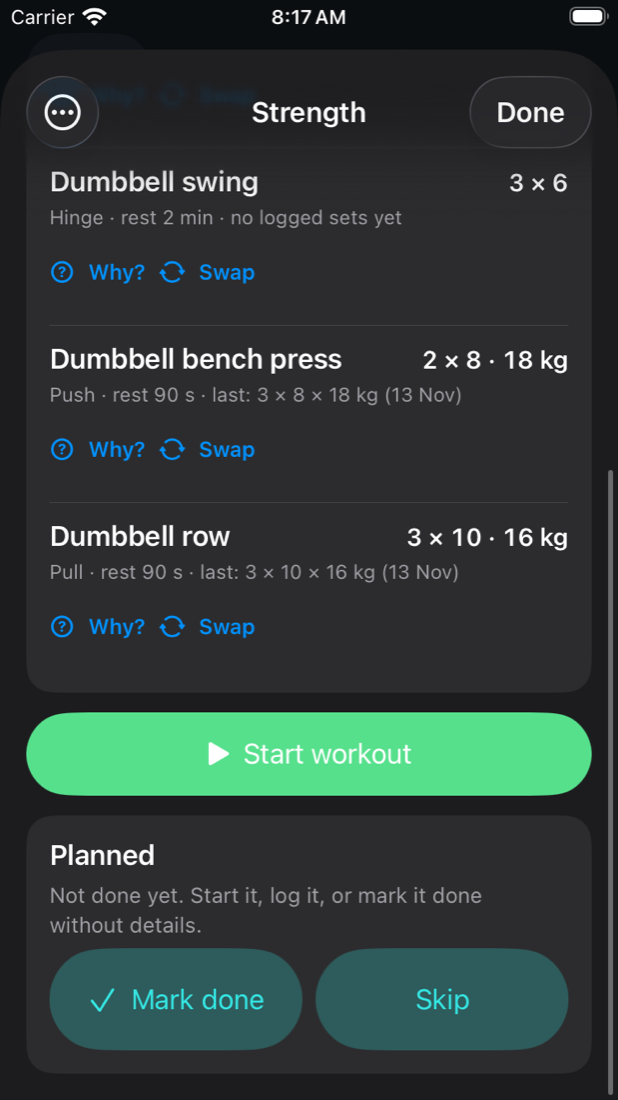 Carrier 8:17 AM
Strength
Done
Dumbbell swing 3 × 6
Hinge · rest 2 min · no logged sets yet
Why? Swap
Dumbbell bench press 2 × 8 · 18 kg
Push · rest 90 s · last: 3 × 8 × 18 kg (13 Nov)
Why? Swap
Dumbbell row 3 × 10 · 16 kg
Pull · rest 90 s · last: 3 × 10 × 16 kg (13 Nov)
Why? Swap
Start workout
Planned
Not done yet. Start it, log it, or mark it done
without details.
Mark done Skip